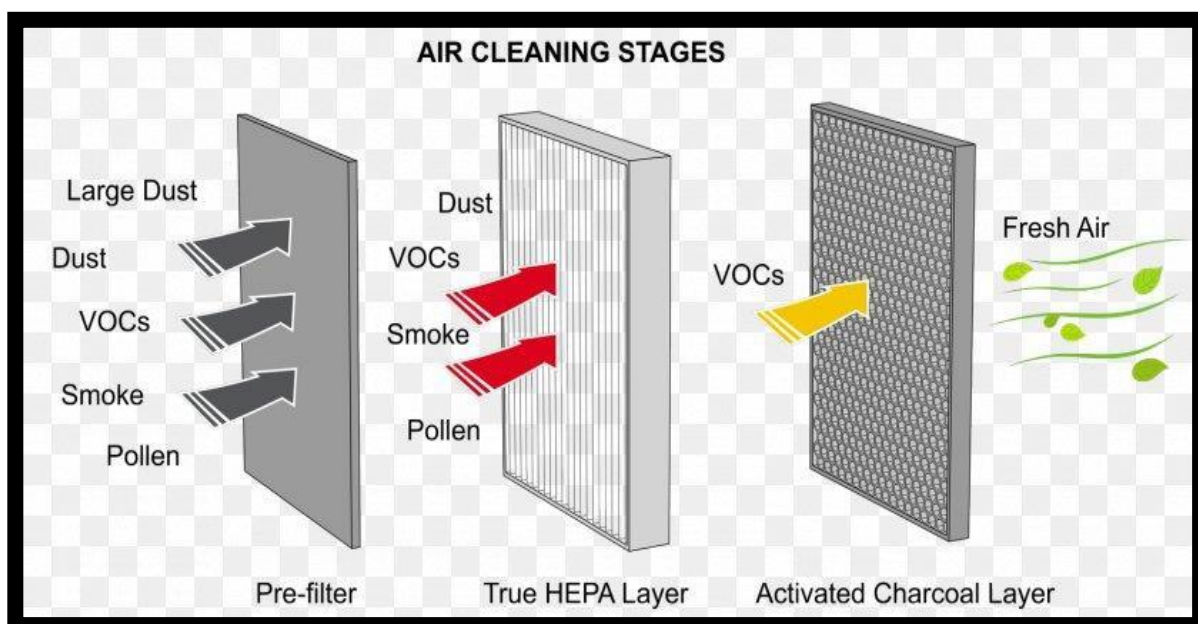 AIR CLEANING STAGES
Large Dust
Dust
VOCs
Smoke
Pollen
Pre-filter
Dust
VOCs
Smoke
Pollen
True HEPA Layer
VOCs
Activated Charcoal Layer
Fresh Air